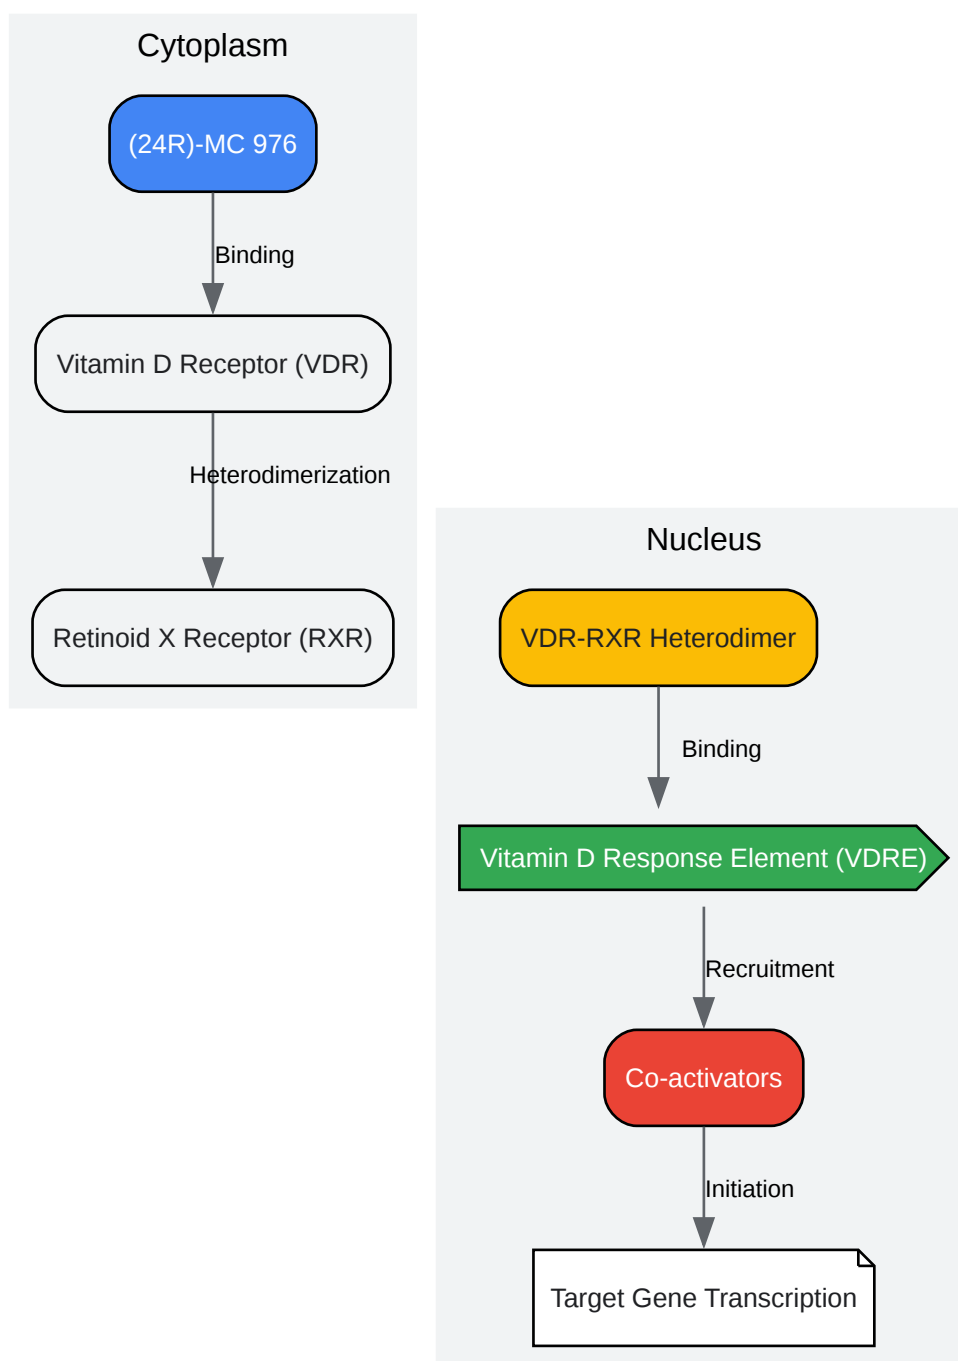 Cytoplasm
(24R)-MC 976
Binding
Vitamin D Receptor (VDR)
Heterodimerization
Retinoid X Receptor (RXR)
Nucleus
VDR-RXR Heterodimer
Binding
Vitamin D Response Element (VDRE)
Recruitment
Co-activators
Initiation
Target Gene Transcription